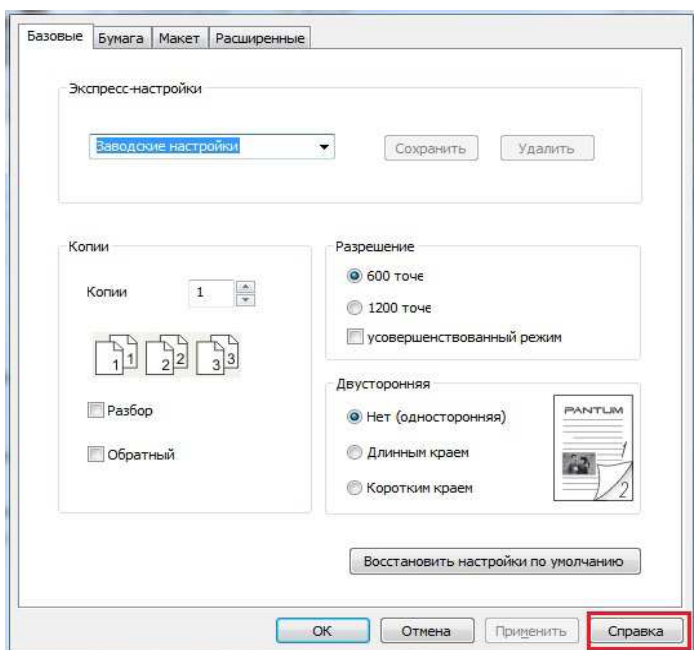 Базовые Бумага Макет Расширенные
Экспресс-настройки
Заводские настройки Сохранить Удалить
Копии
Копии 1
1 1 2 2 3 3
Разбор
Обратный
Разрешение
600 точе
1200 точе
усовершенствованный режим
Двусторонняя
Нет (односторонняя)
Длинным краем
Коротким краем
PANTUM
1
2
Восстановить настройки по умолчанию
ОК Отмена Применить Справка